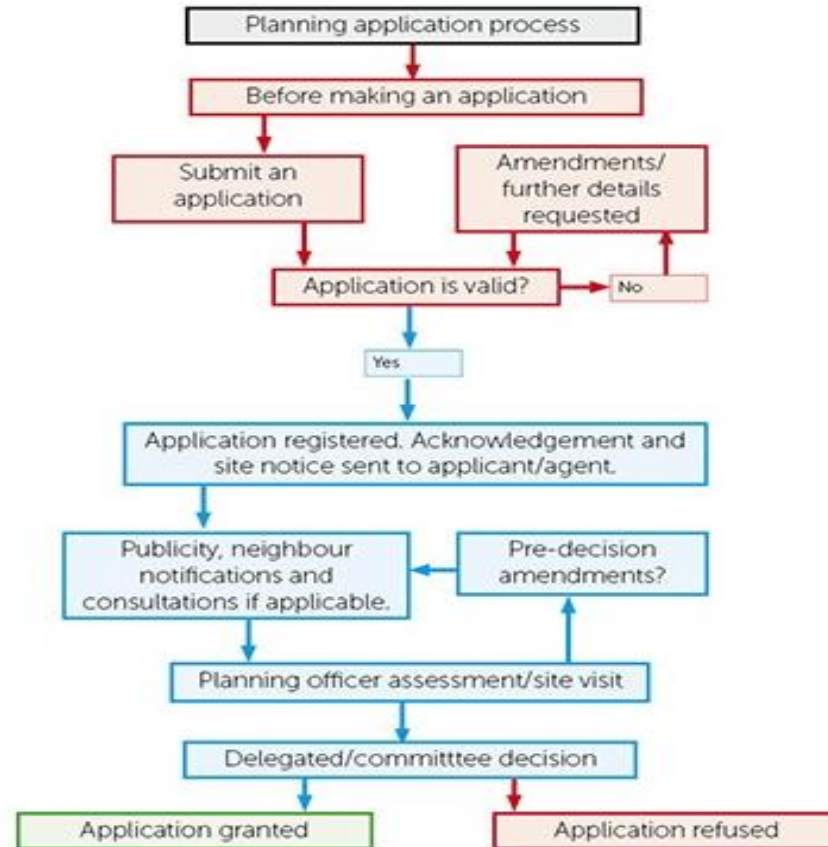 Planning application process
Before making an application
Submit an
application
Amendments/
further details
requested
Application is valid?
No
Yes
Application registered. Acknowledgement and
site notice sent to applicant/agent.
Publicity, neighbour
notifications and
consultations if applicable.
Pre-decision
amendments?
Planning officer assessment/site visit
Delegated/committtee decision
Application granted
Application refused